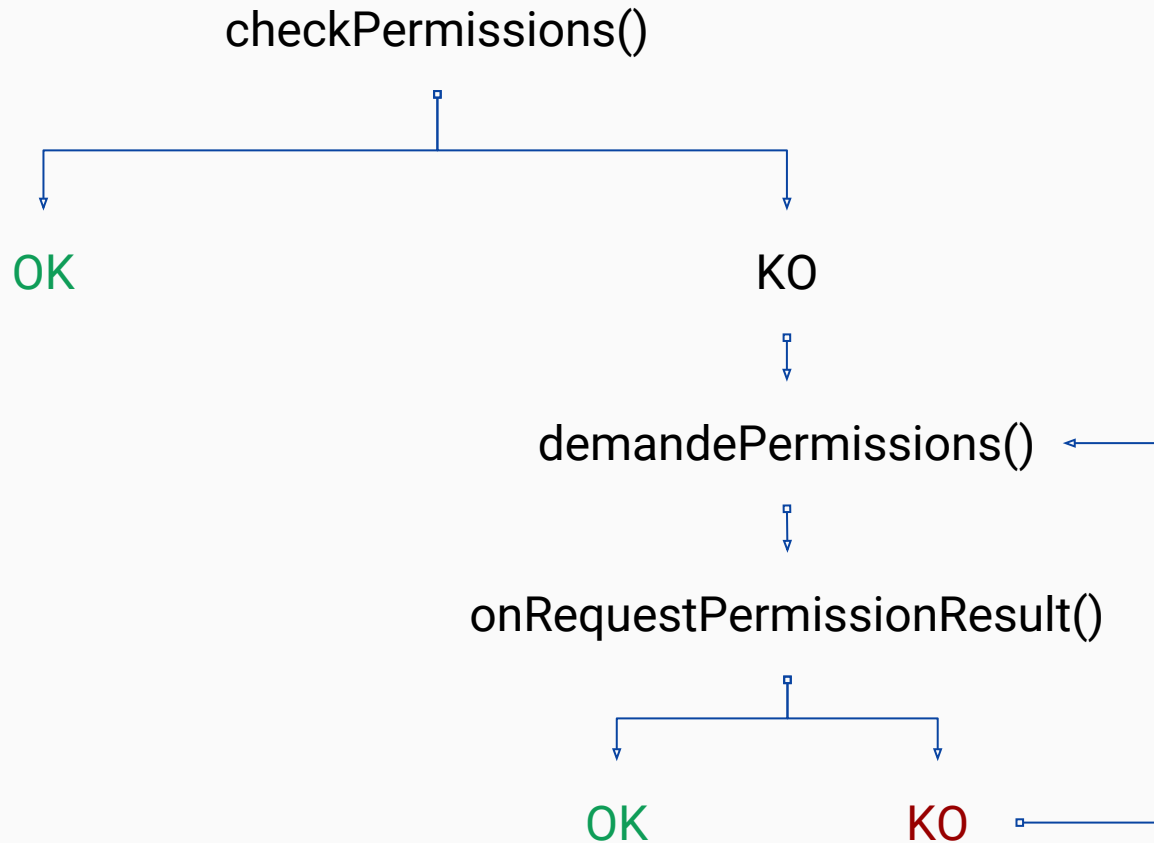 checkPermissions()
OK
KO
demandePermissions()
onRequestPermissionResult()
OK
KO